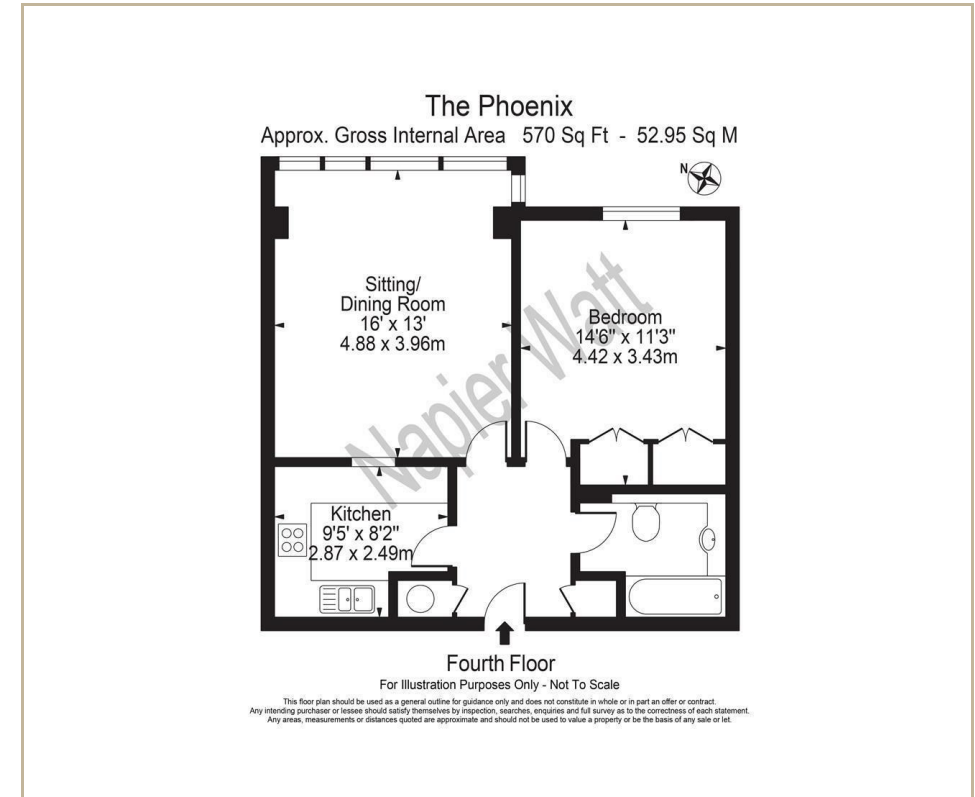 The Phoenix
Approx. Gross Internal Area 570 Sq Ft - 52.95 Sq M
N
Sitting/
Dining Room
16' x 13'
4.88 x 3.96m
Bedroom
14'6" x 11'3"
4.42 x 3.43m
Napier Watt
Kitchen
9'5' x 8'2"
2.87 x 2.49m
Fourth Floor
For Illustration Purposes Only - Not To Scale
This floor plan should be used as a general outline for guidance only and does not constitute in whole or in part an offer or contract.
Any intending purchaser or lessee should satisfy themselves by inspection, searches, enquiries and full survey as to the correctness of each statement.
Any areas, measurements or distances quoted are approximate and should not be used to value a property or be the basis of any sale or let.